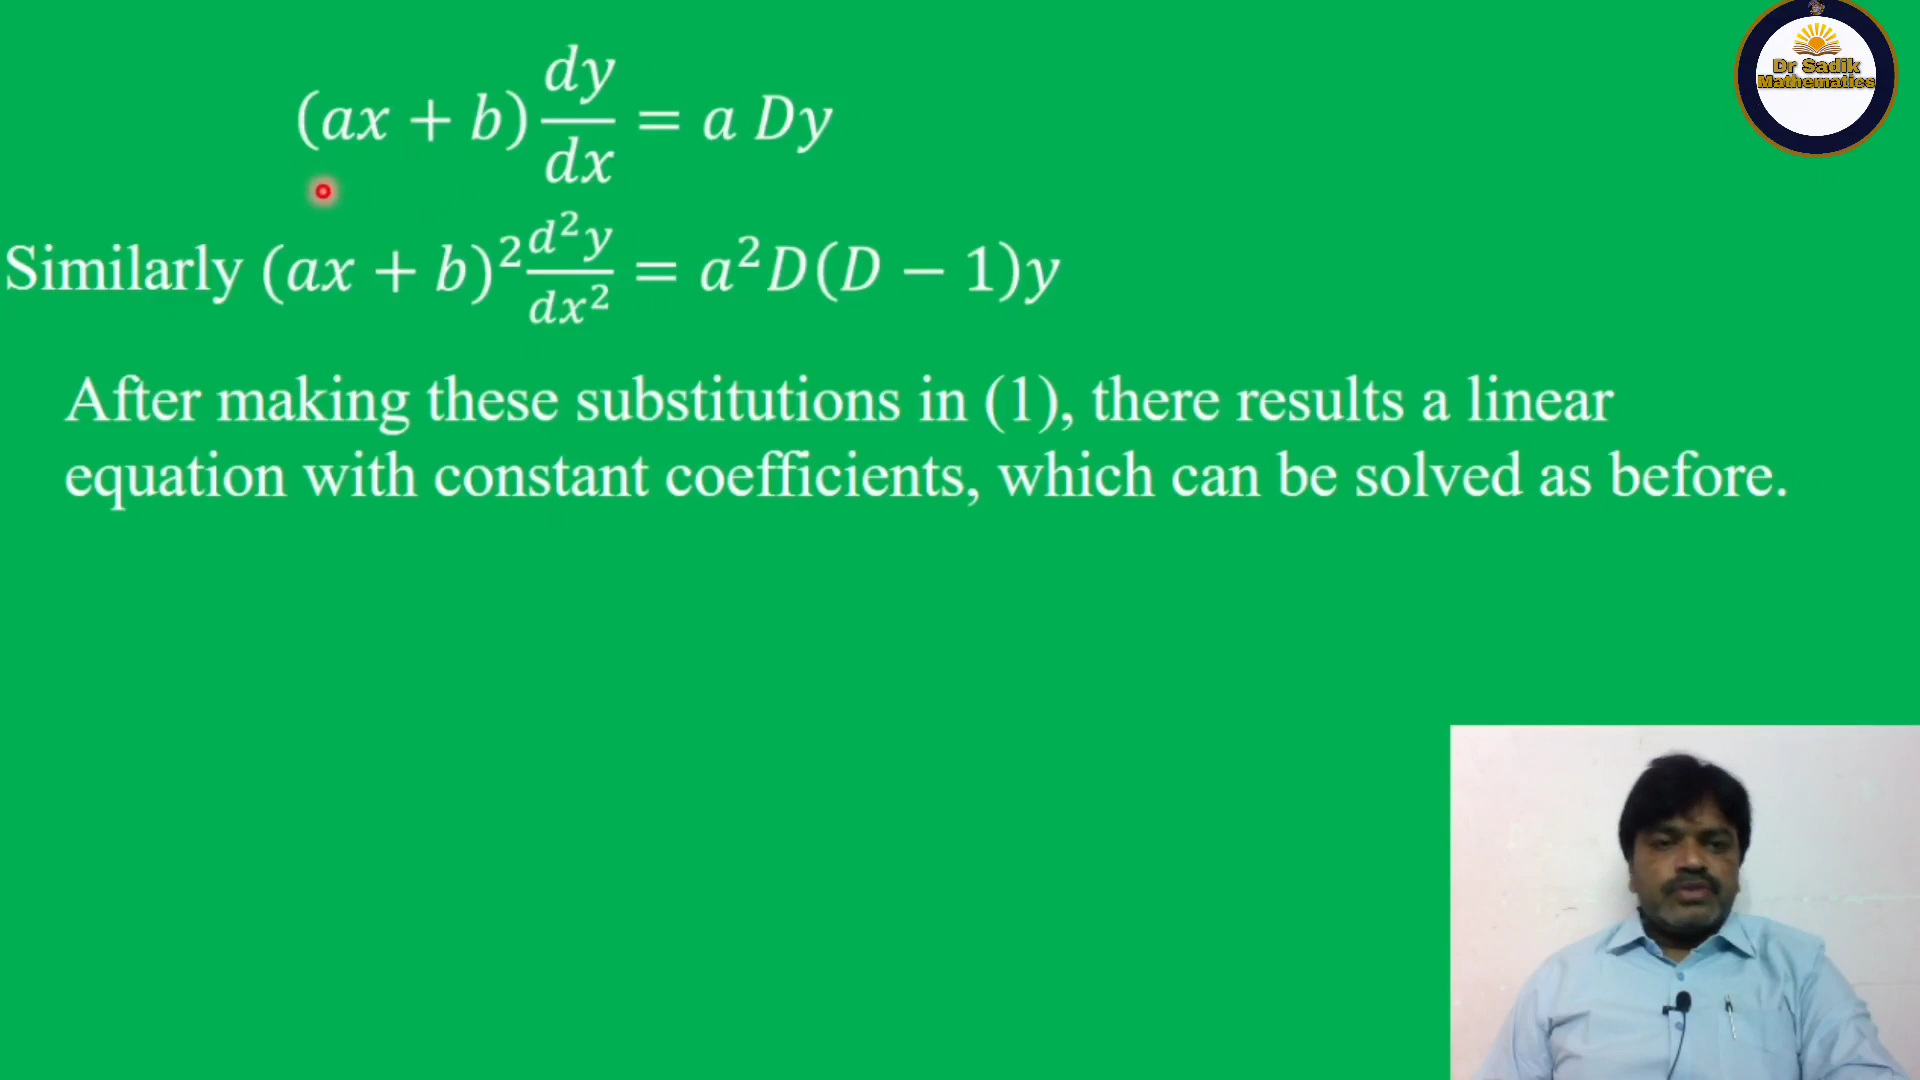 (ax + b) dy/dx = a Dy
Similarly (ax + b)² d²y/dx² = a²D(D − 1)y
After making these substitutions in (1), there results a linear
equation with constant coefficients, which can be solved as before.
Dr Sadik
Mathematics